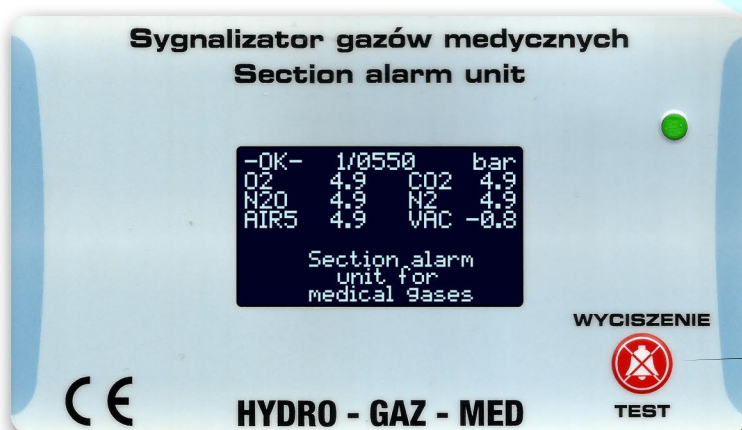 Sygnalizator gazów medycznych
Section alarm unit
-OK- 1/0550 bar
O2 4.9 CO2 4.9
N2O 4.9 N2 4.9
AIR5 4.9 VAC -0.8
Section alarm
unit for
medical gases
WYCISZENIE
TEST
CE
HYDRO - GAZ - MED